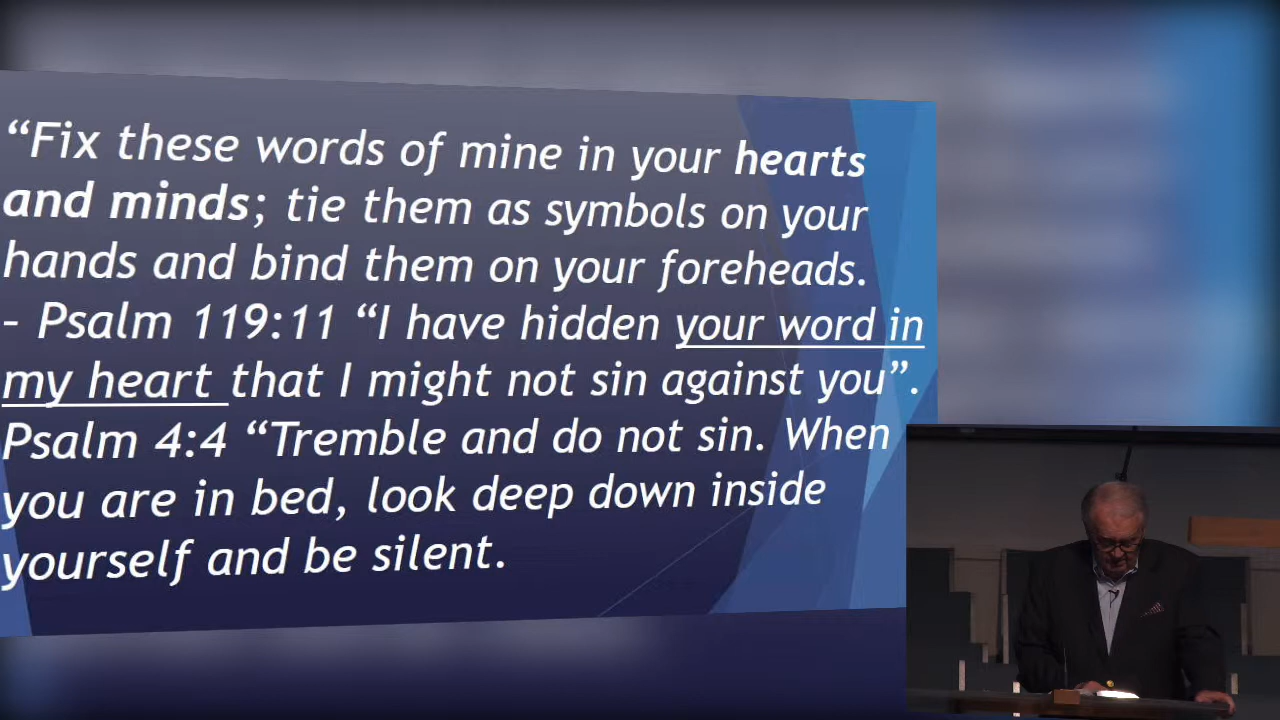 “Fix these words of mine in your hearts
and minds; tie them as symbols on your
hands and bind them on your foreheads.
– Psalm 119:11 “I have hidden your word in
my heart that I might not sin against you”.
Psalm 4:4 “Tremble and do not sin. When
you are in bed, look deep down inside
yourself and be silent.